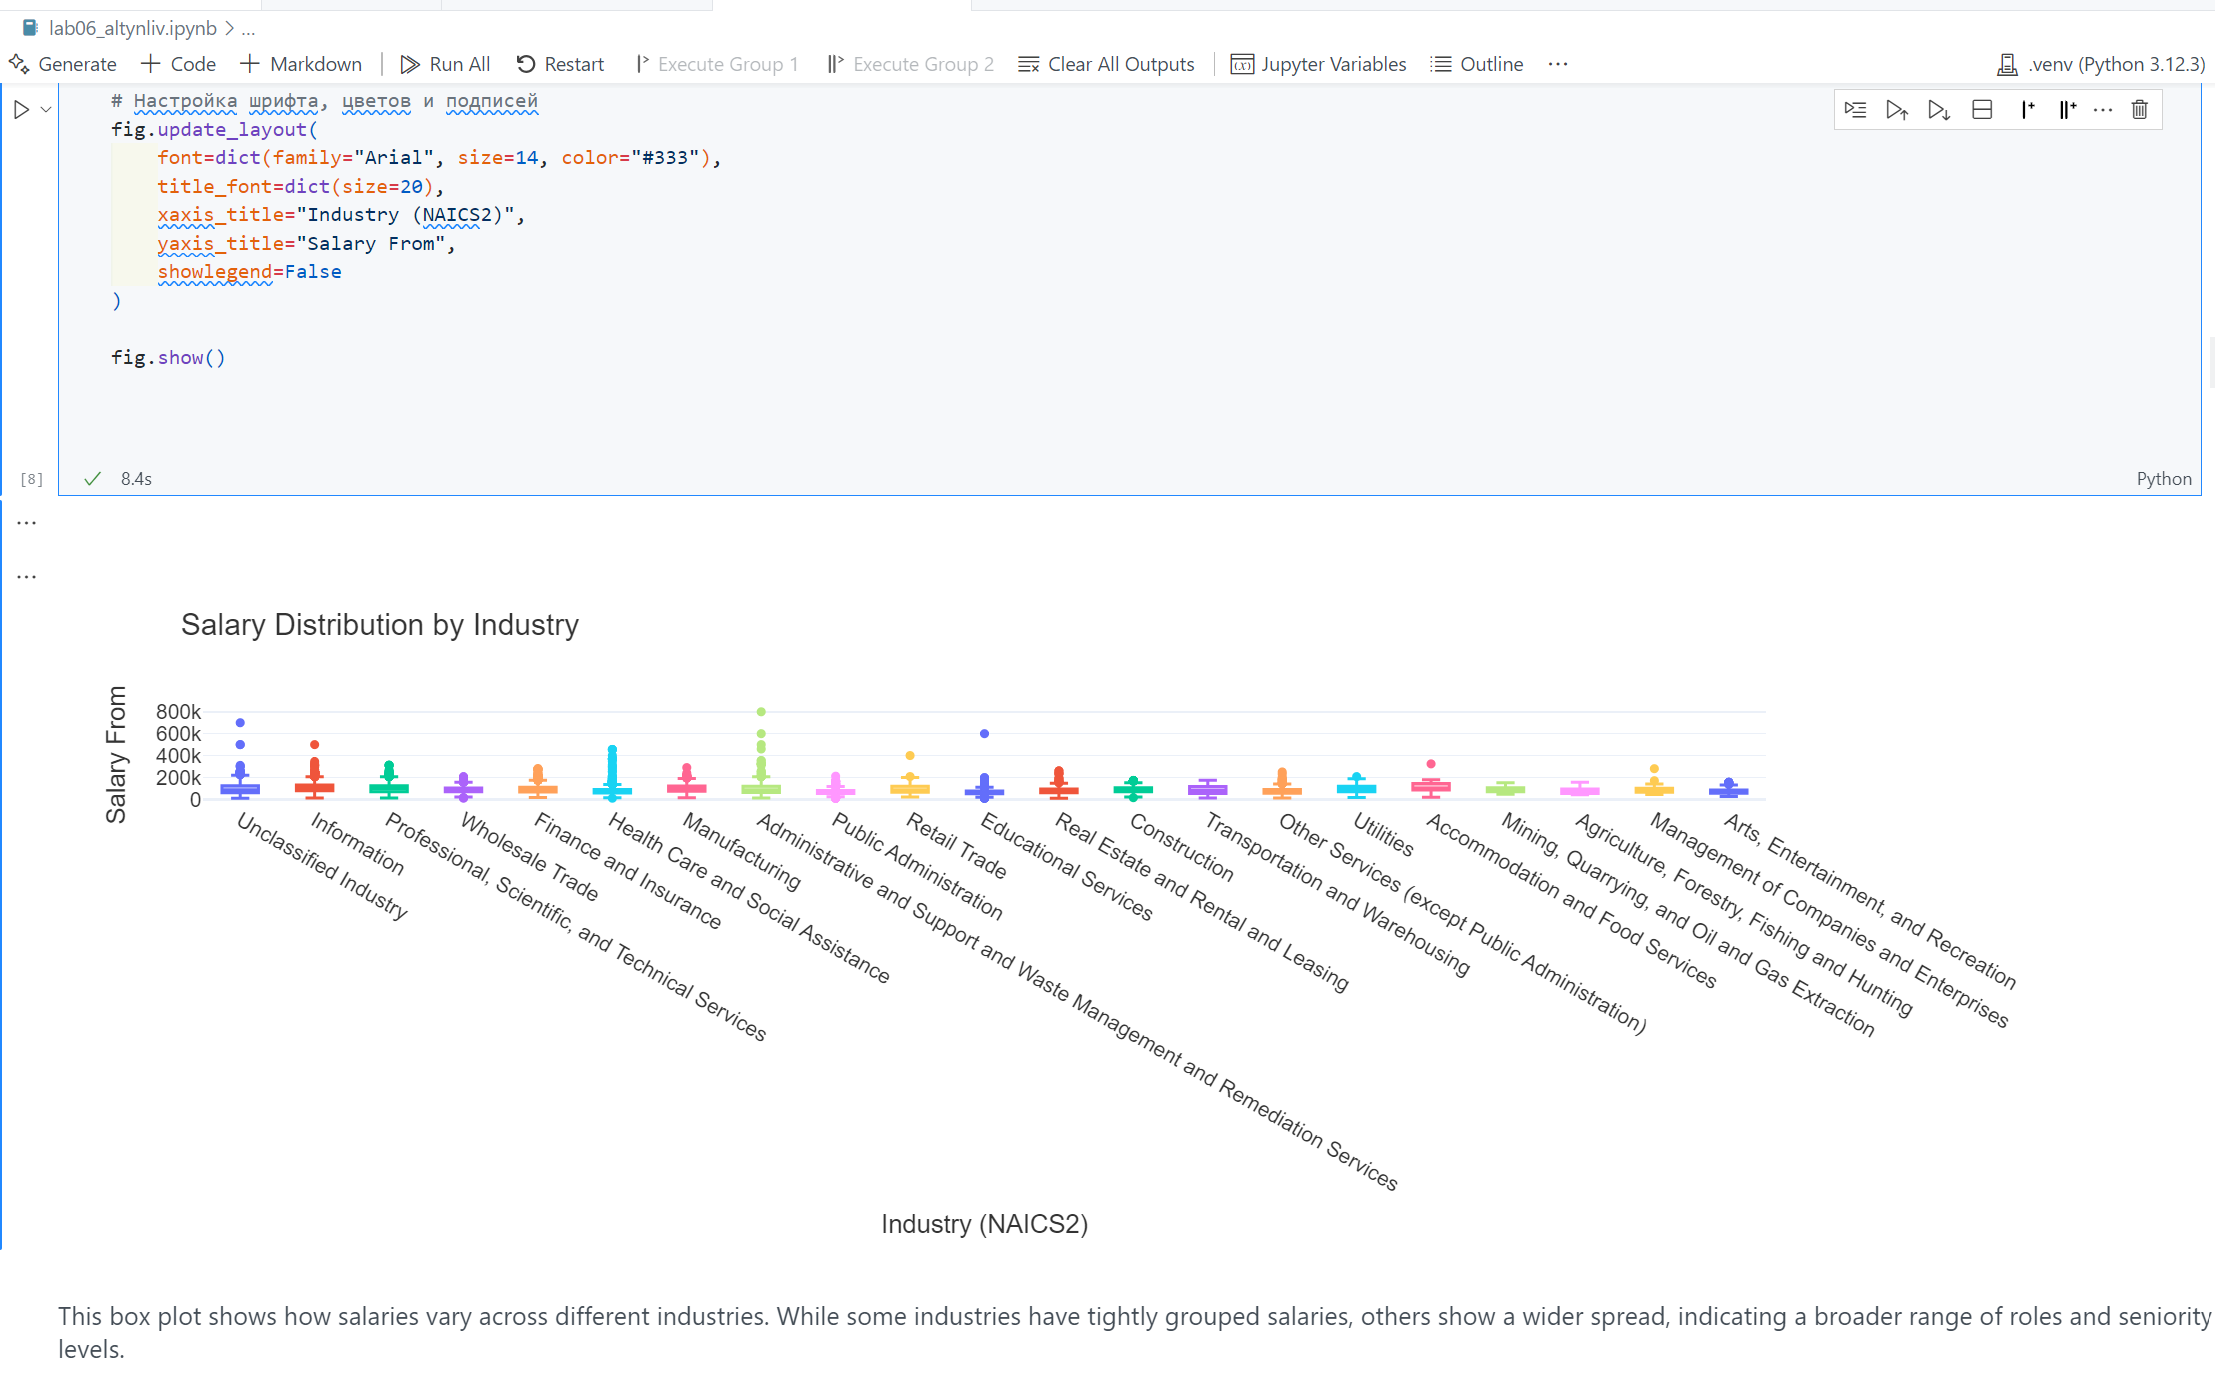 lab06_altynliv.ipynb > ...
Generate + Code + Markdown Run All Restart Execute Group 1 Execute Group 2 Clear All Outputs Jupyter Variables Outline ... .venv (Python 3.12.3)
# Настройка шрифта, цветов и подписей
fig.update_layout(
    font=dict(family="Arial", size=14, color="#333"),
    title_font=dict(size=20),
    xaxis_title="Industry (NAICS2)",
    yaxis_title="Salary From",
    showlegend=False
)
fig.show()
[8] 8.4s Python
...
...
Salary Distribution by Industry
Salary From
800k
600k
400k
200k
0
Unclassified Industry
Information
Professional, Scientific, and Technical Services
Wholesale Trade
Finance and Insurance
Health Care and Social Assistance
Manufacturing
Administrative and Support and Waste Management and Remediation Services
Public Administration
Retail Trade
Educational Services
Real Estate and Rental and Leasing
Construction
Transportation and Warehousing
Other Services (except Public Administration)
Utilities
Accommodation and Food Services
Mining, Quarrying, and Oil and Gas Extraction
Agriculture, Forestry, Fishing and Hunting
Management of Companies and Enterprises
Arts, Entertainment, and Recreation
Industry (NAICS2)
This box plot shows how salaries vary across different industries. While some industries have tightly grouped salaries, others show a wider spread, indicating a broader range of roles and seniority
levels.